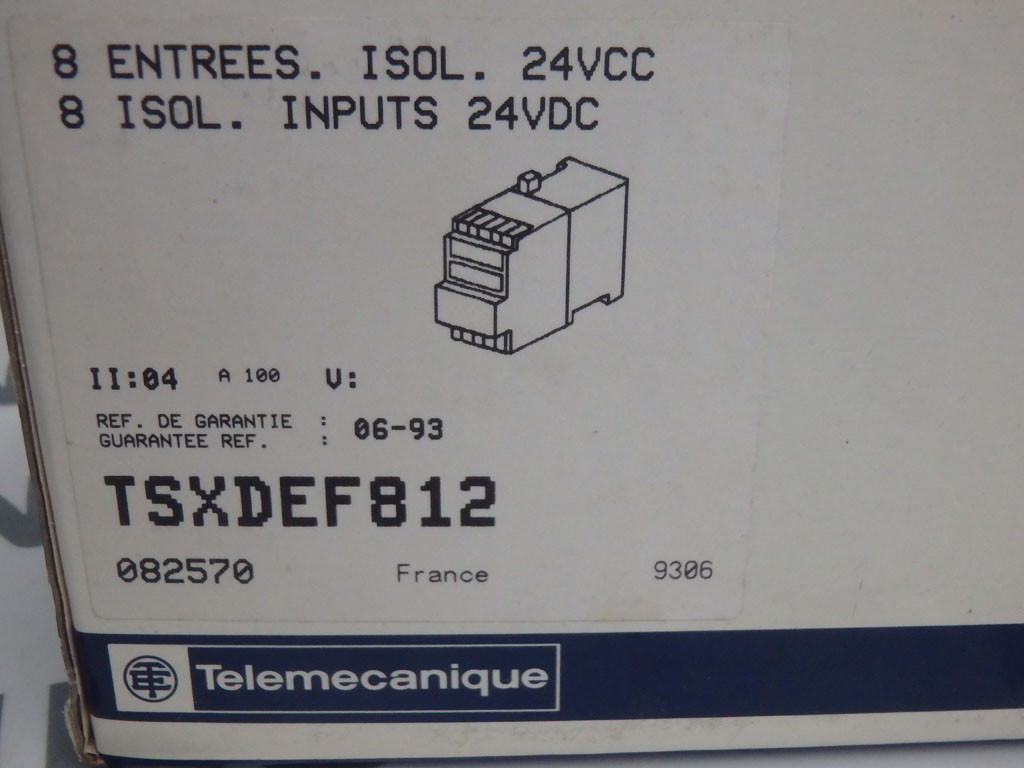 8 ENTREES. ISOL. 24VCC
8 ISOL. INPUTS 24VDC
II:04 A 100 V:
REF. DE GARANTIE :
GUARANTEE REF. : 06-93
TSXDEF812
082570 France 9306
Telemecanique